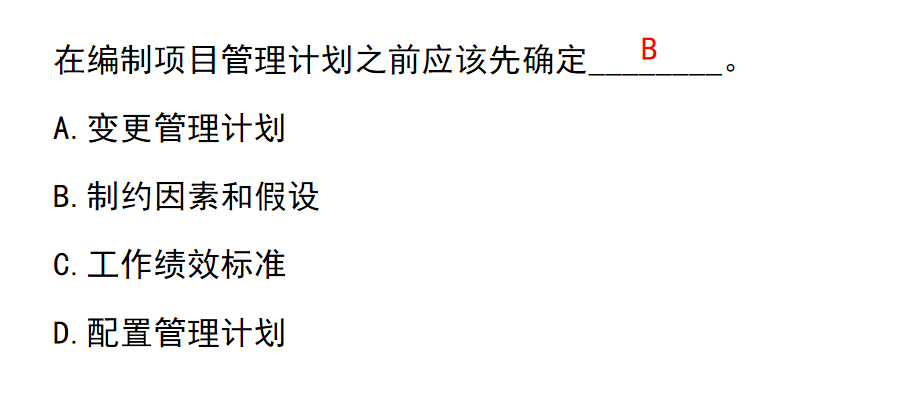 在编制项目管理计划之前应该先确定____B____。
A.变更管理计划
B.制约因素和假设
C.工作绩效标准
D.配置管理计划